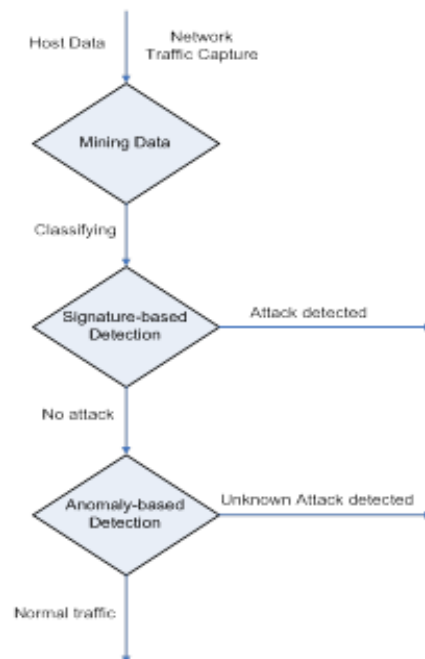 Host Data
Network
Traffic Capture
Mining Data
Classifying
Signature-based
Detection
Attack detected
No attack
Anomaly-based
Detection
Unknown Attack detected
Normal traffic